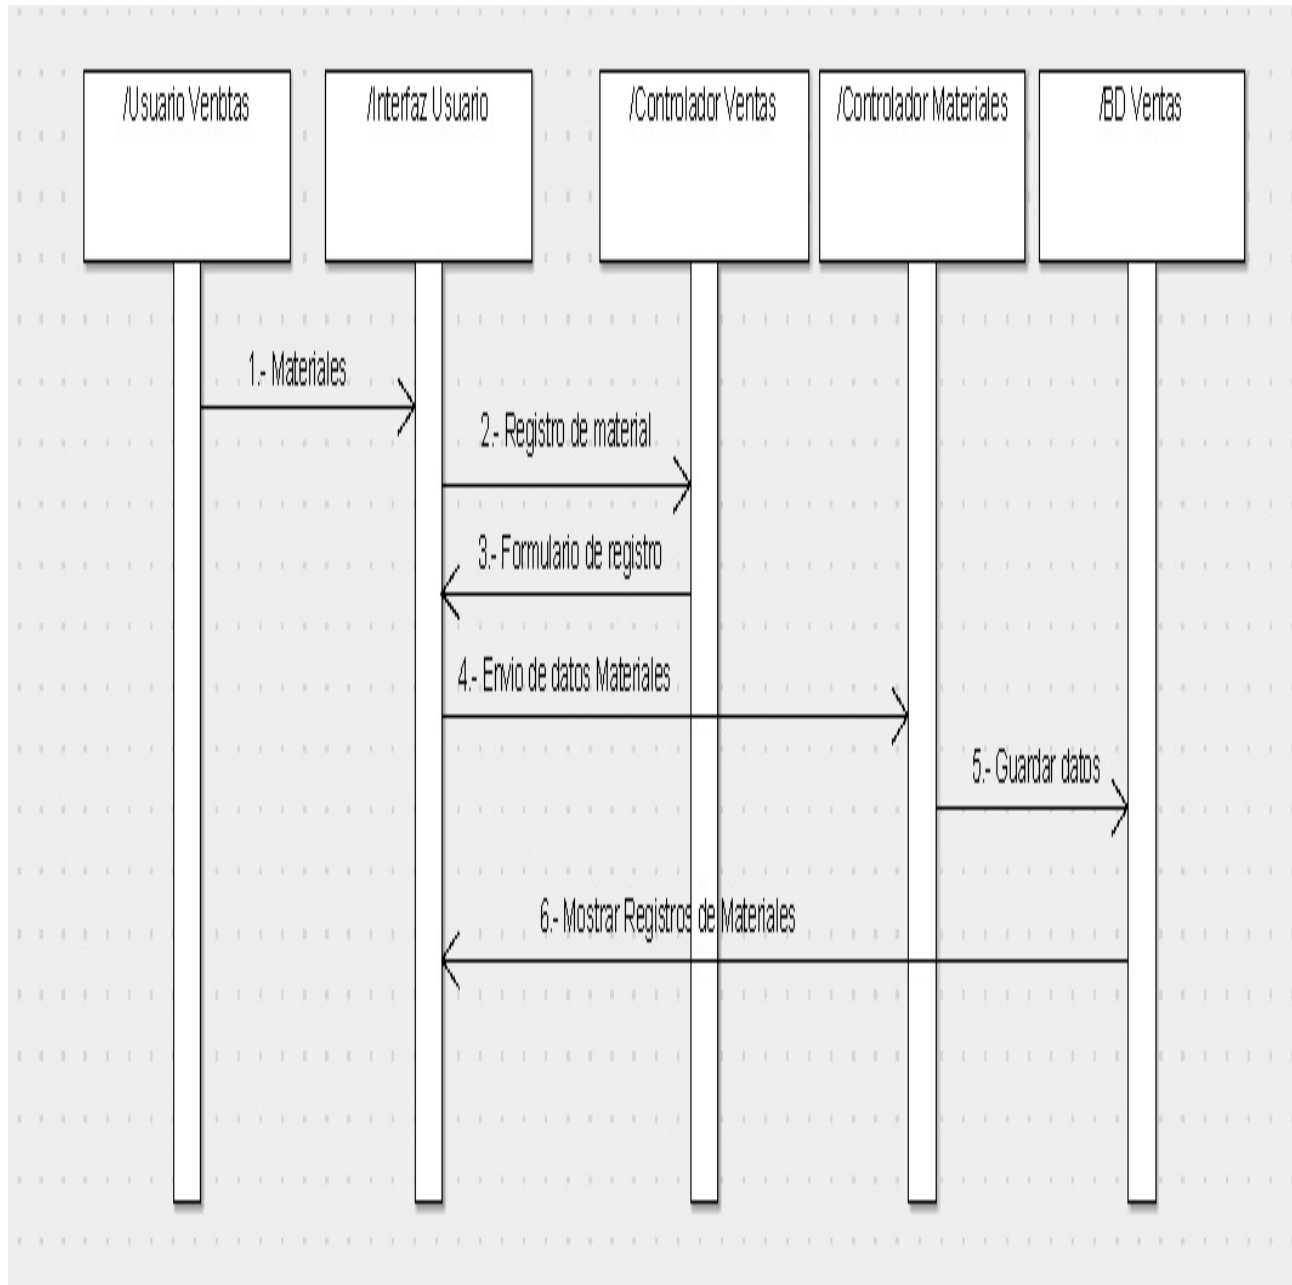 /Usuario Venbtas
/Interfaz Usuario
/Controlador Ventas
/Controlador Materiales
/BD Ventas
1.- Materiales
2.- Registro de material
3.- Formulario de registro
4.- Envio de datos Materiales
5.- Guardar datos
6.- Mostrar Registros de Materiales